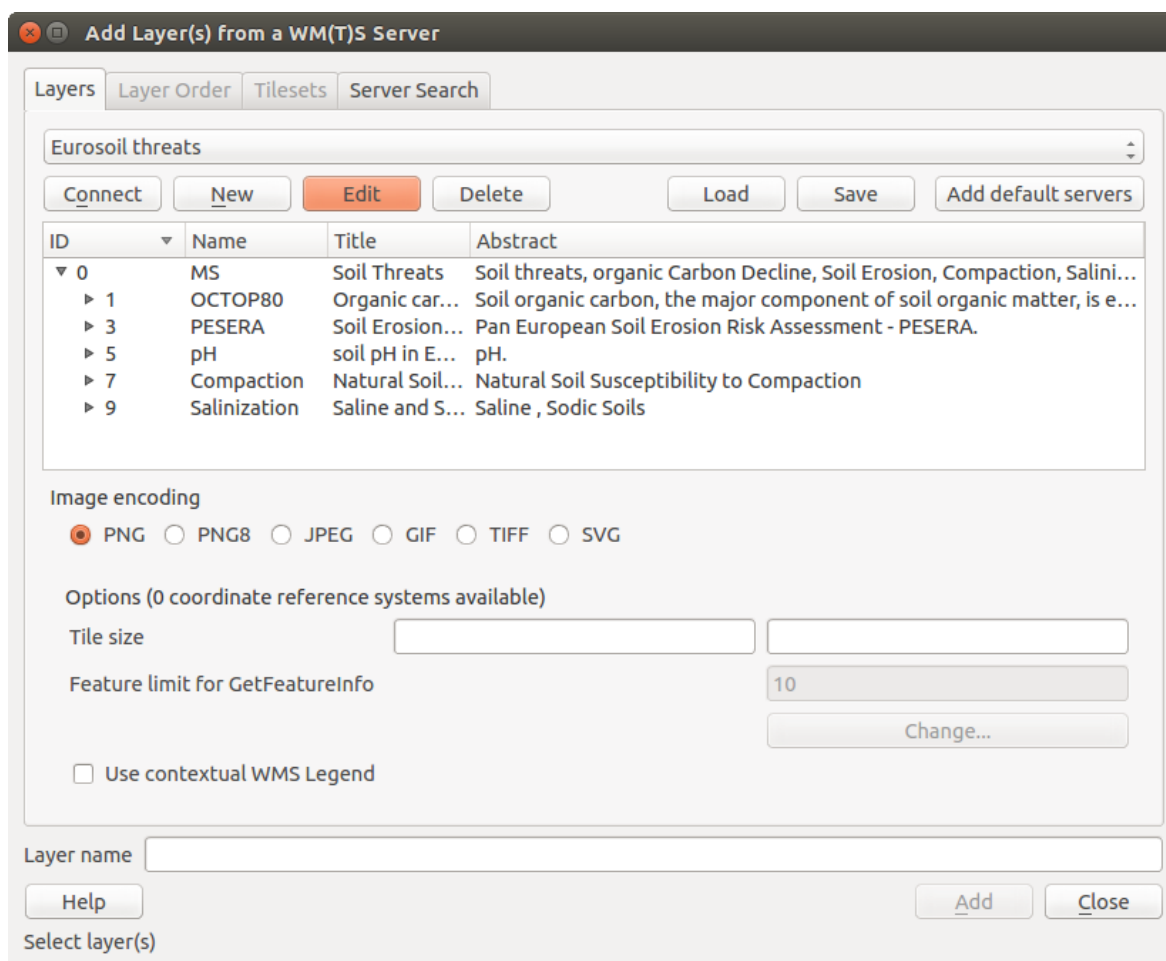 Add Layer(s) from a WM(T)S Server
Layers Layer Order Tilesets Server Search
Eurosoil threats
Connect New Edit Delete Load Save Add default servers
ID Name Title Abstract
0 MS Soil Threats Soil threats, organic Carbon Decline, Soil Erosion, Compaction, Salini...
1 OCTOP80 Organic car... Soil organic carbon, the major component of soil organic matter, is e...
3 PESERA Soil Erosion... Pan European Soil Erosion Risk Assessment - PESERA.
5 pH soil pH in E... pH.
7 Compaction Natural Soil... Natural Soil Susceptibility to Compaction
9 Salinization Saline and S... Saline , Sodic Soils
Image encoding
PNG PNG8 JPEG GIF TIFF SVG
Options (0 coordinate reference systems available)
Tile size
Feature limit for GetFeatureInfo 10
Change...
Use contextual WMS Legend
Layer name
Help Add Close
Select layer(s)